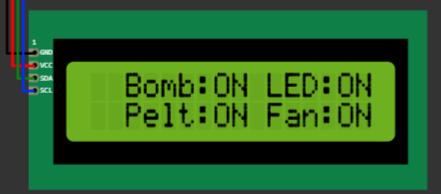 1
GND
VCC
SDA
SCL
Bomb:ON LED:ON
Pelt:ON Fan:ON